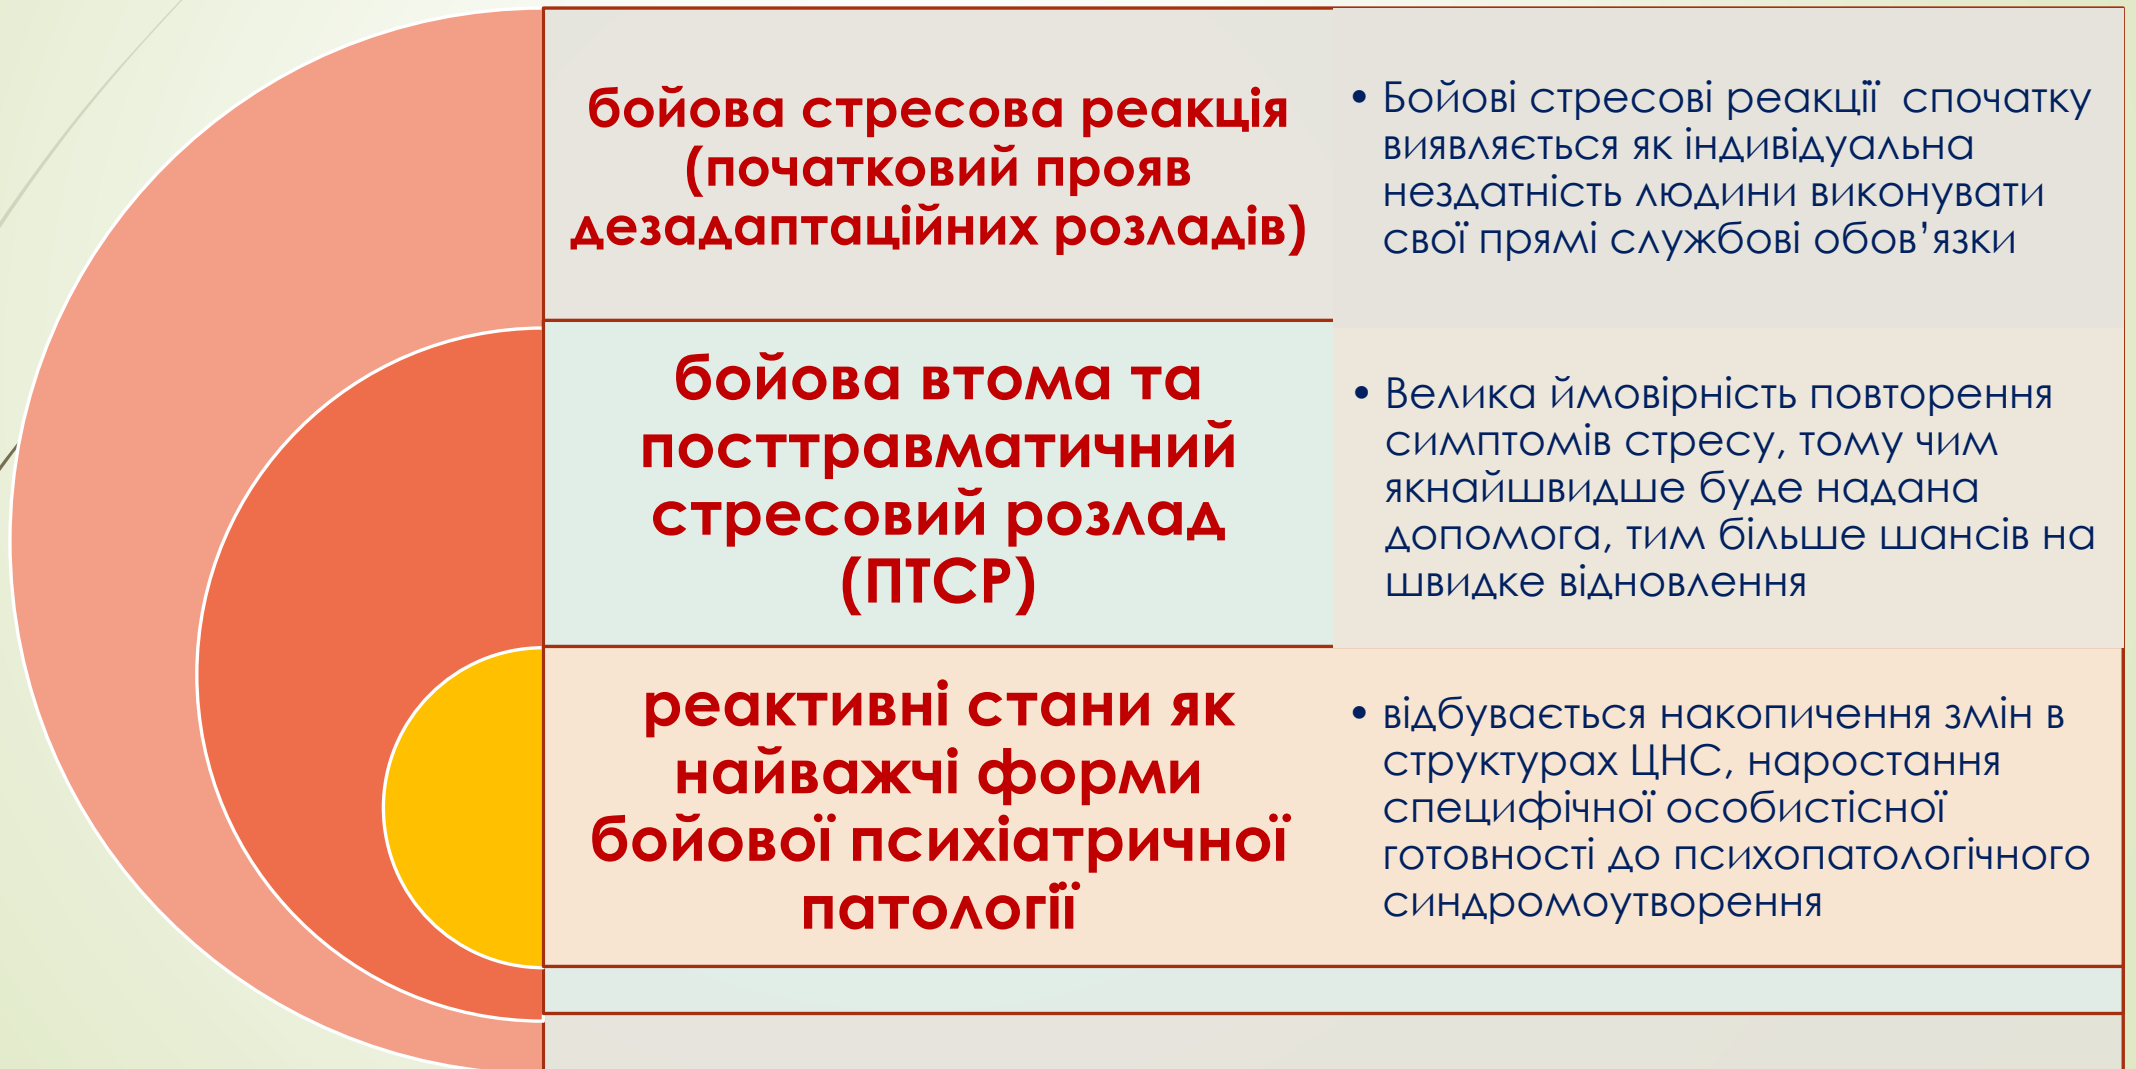 бойова стресова реакція
(початковий прояв
дезадаптаційних розладів)
• Бойові стресові реакції  спочатку
виявляється як індивідуальна
нездатність людини виконувати
свої прямі службові обов’язки
бойова втома та
посттравматичний
стресовий розлад
(ПТСР)
• Велика ймовірність повторення
симптомів стресу, тому чим
якнайшвидше буде надана
допомога, тим більше шансів на
швидке відновлення
реактивні стани як
найважчі форми
бойової психіатричної
патології
• відбувається накопичення змін в
структурах ЦНС, наростання
специфічної особистісної
готовності до психопатологічного
синдромоутворення